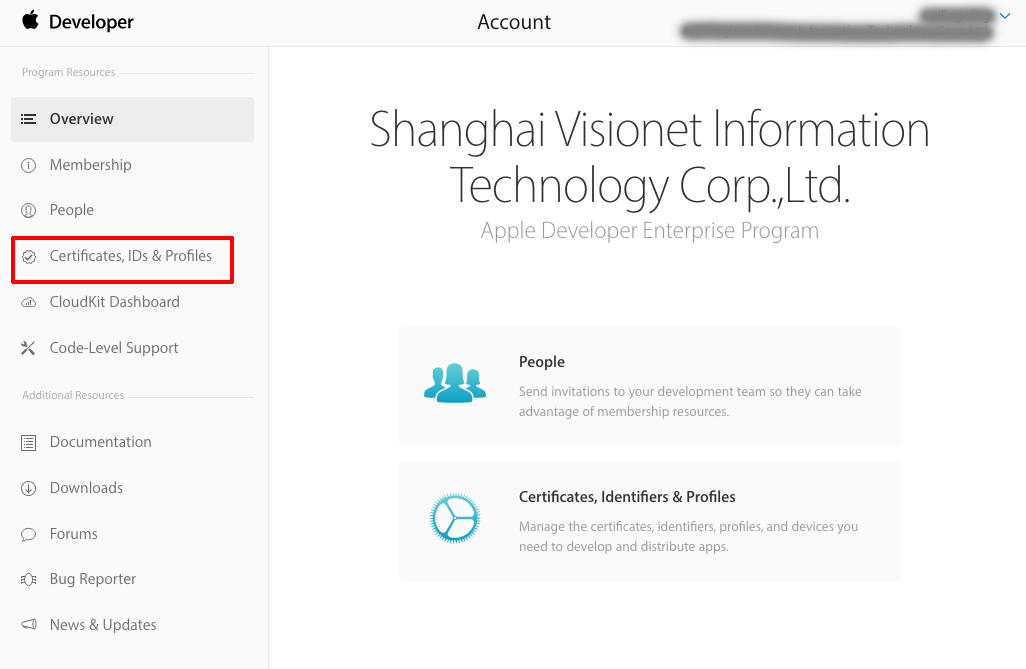 Developer
Account
Program Resources
Overview
Membership
People
Certificates, IDs & Profiles
CloudKit Dashboard
Code-Level Support
Additional Resources
Documentation
Downloads
Forums
Bug Reporter
News & Updates
Shanghai Visionet Information
Technology Corp.,Ltd.
Apple Developer Enterprise Program
People
Send invitations to your development team so they can take
advantage of membership resources.
Certificates, Identifiers & Profiles
Manage the certificates, identifiers, profiles, and devices you
need to develop and distribute apps.